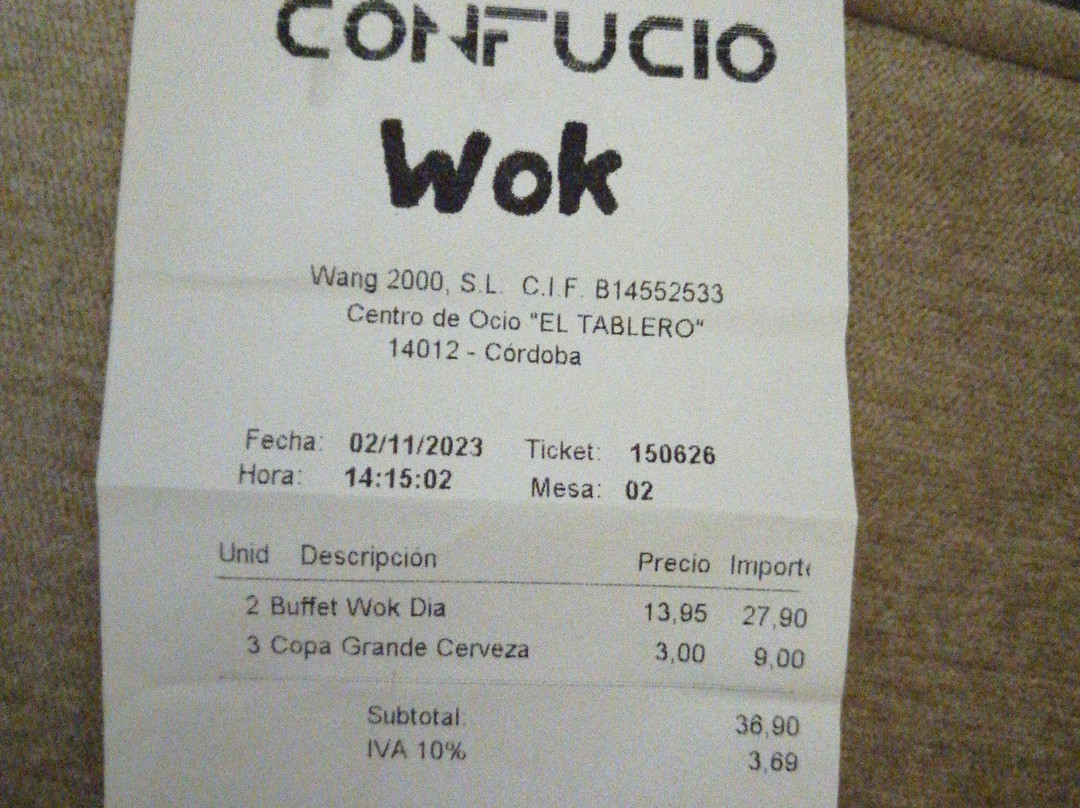 CONFUCIO
Wok
Wang 2000, S.L. C.I.F. B14552533
Centro de Ocio "EL TABLERO"
14012 - Córdoba
Fecha: 02/11/2023 Ticket: 150626
Hora: 14:15:02 Mesa: 02
Unid Descripción Precio Importe
2 Buffet Wok Dia 13,95 27,90
3 Copa Grande Cerveza 3,00 9,00
Subtotal: 36,90
IVA 10% 3,69